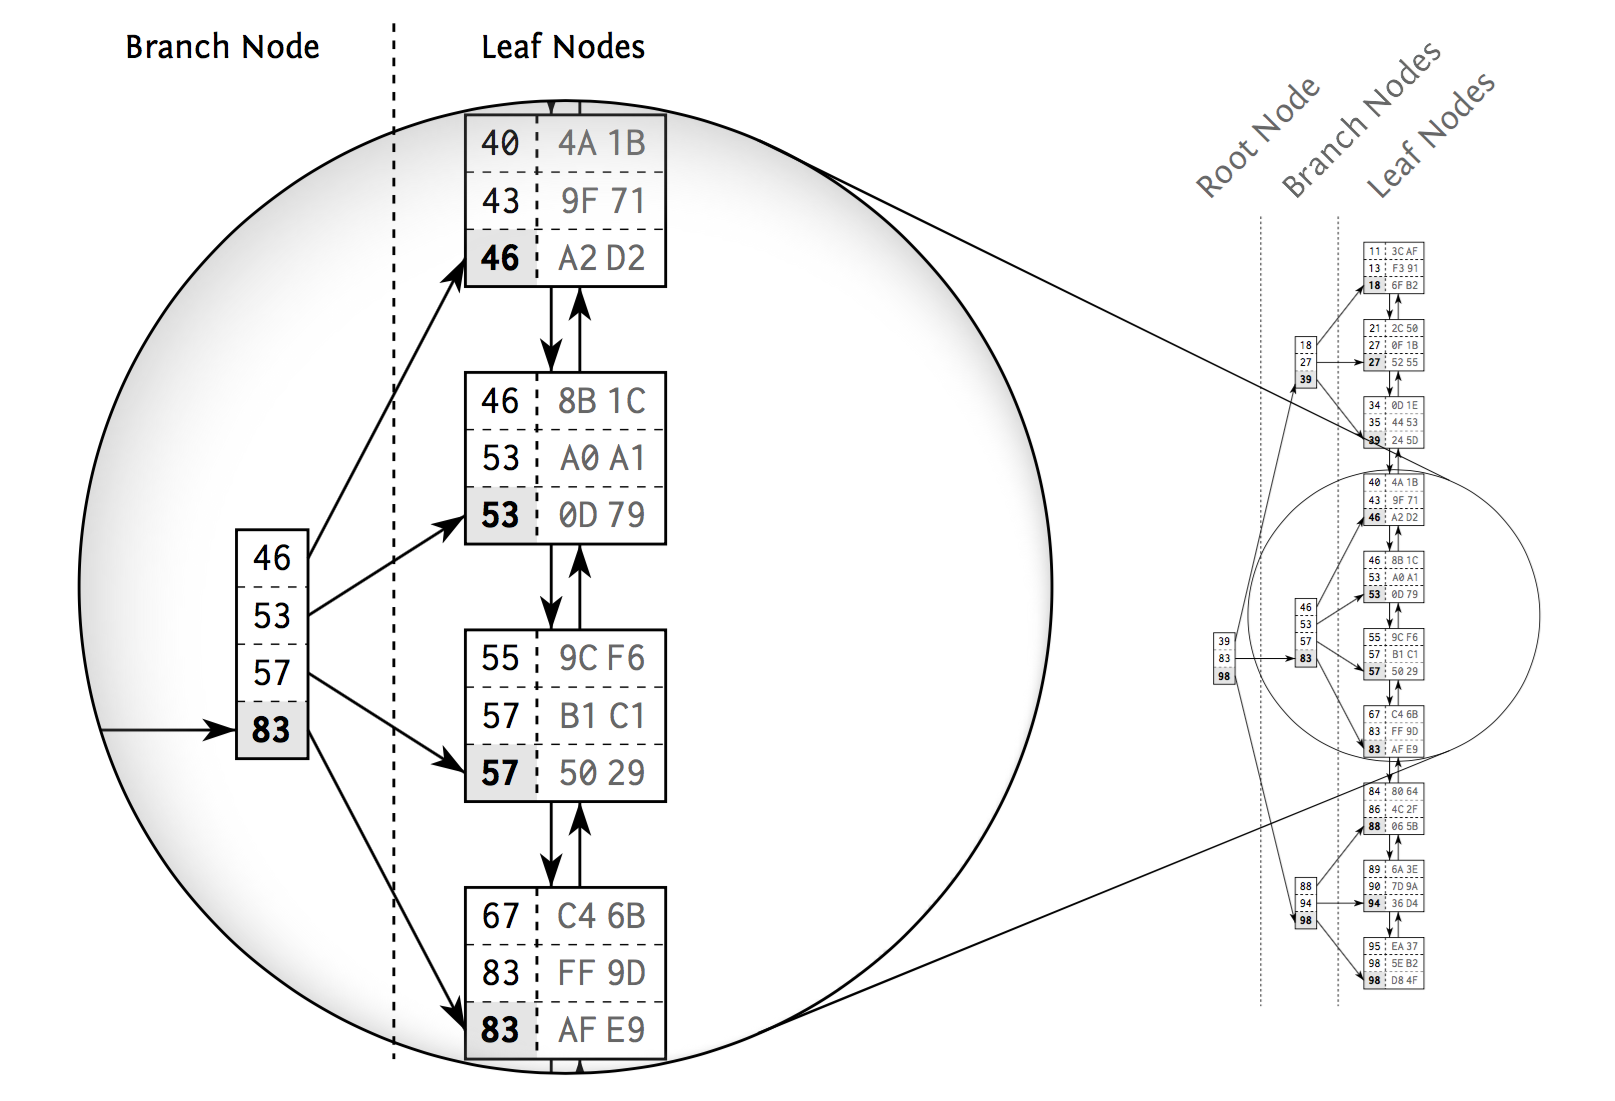 Branch Node
Leaf Nodes
40 4A 1B
43 9F 71
46 A2 D2
46 8B 1C
53 A0 A1
53 0D 79
46
53
57
83
55 9C F6
57 B1 C1
57 50 29
67 C4 6B
83 FF 9D
83 AF E9
Root Node
Branch Nodes
Leaf Nodes
39
83
98
18
27
39
46
53
57
83
88
94
98
11 3C AF
13 F3 91
18 6F B2
21 2C 50
27 0F 1B
27 52 55
34 0D 1E
35 44 53
39 24 5D
40 4A 1B
43 9F 71
46 A2 D2
46 8B 1C
53 A0 A1
53 0D 79
55 9C F6
57 B1 C1
57 50 29
67 C4 6B
83 FF 9D
83 AF E9
84 80 64
86 4C 2F
88 06 5B
89 6A 3E
90 7D 9A
94 36 D4
95 EA 37
98 5E B2
98 D8 4F